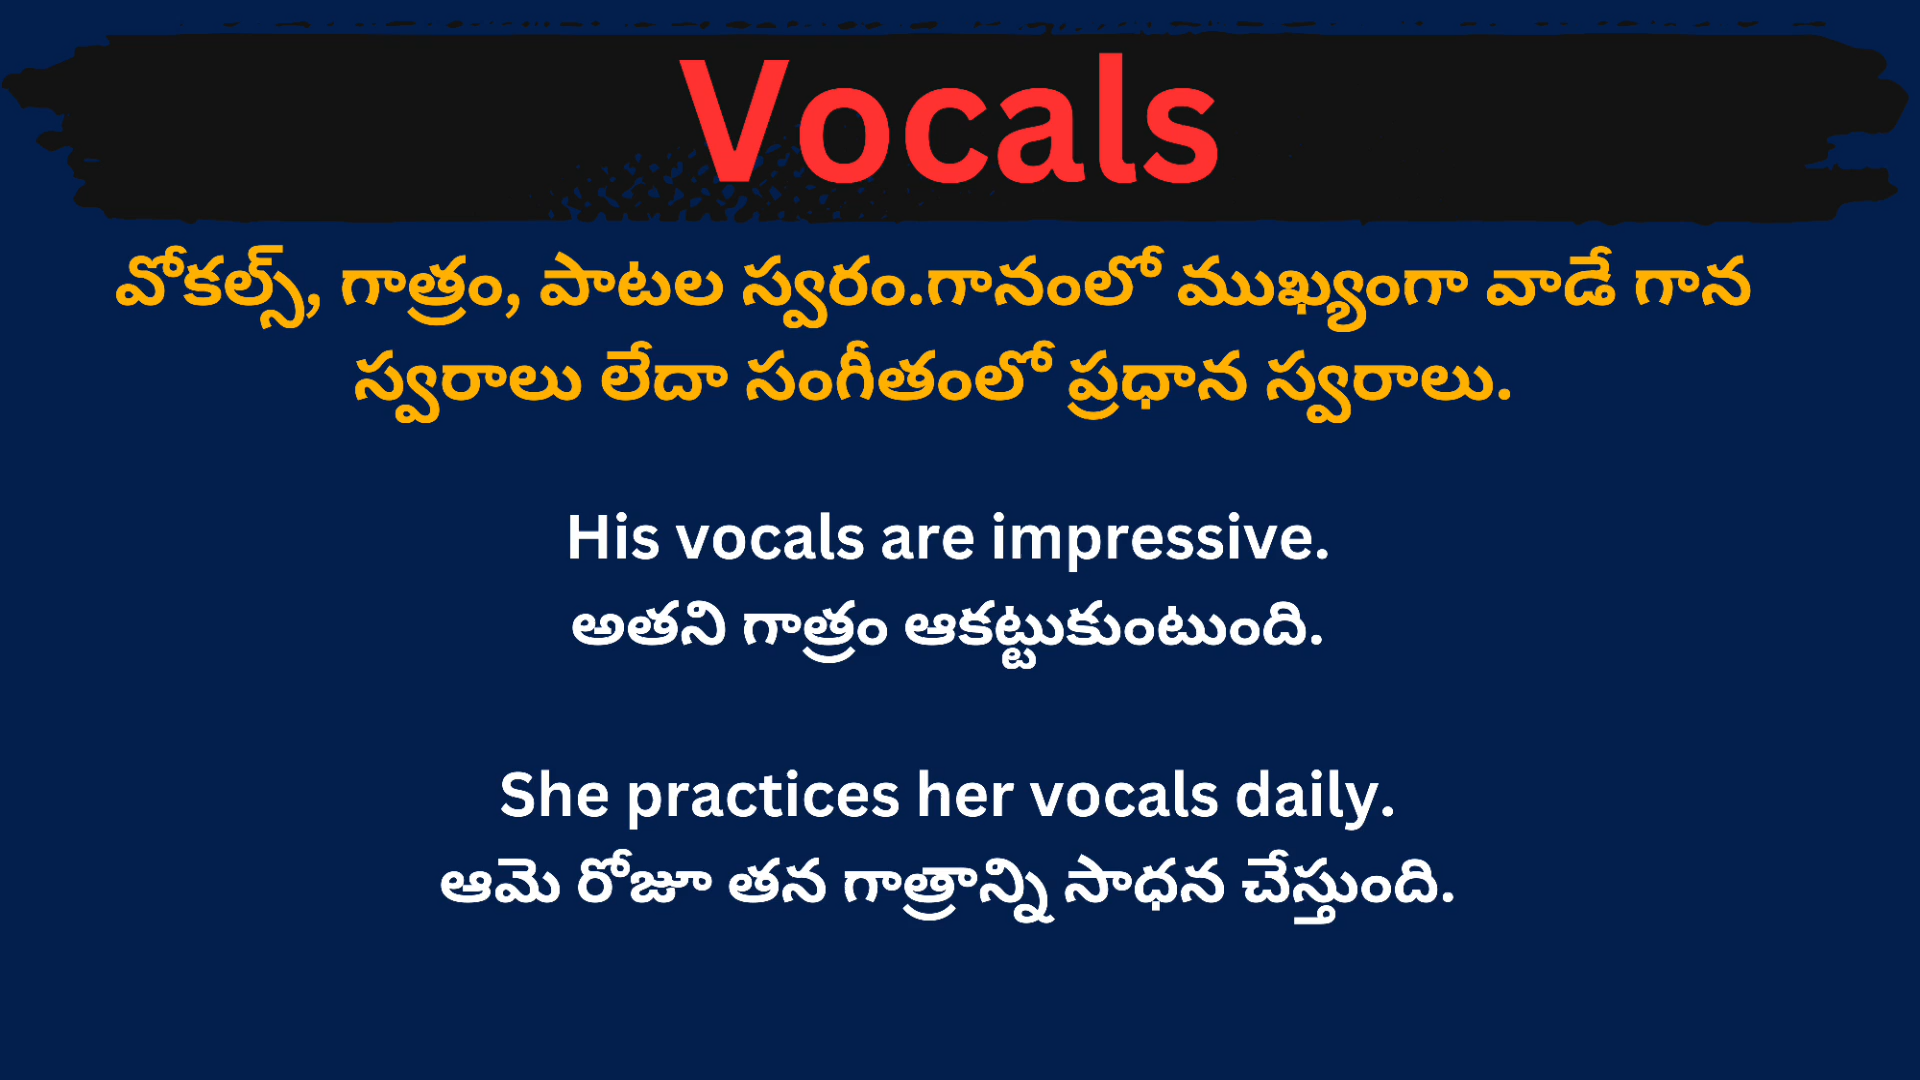 Vocals
వోకల్స్, గాత్రం, పాటల స్వరం.గానంలో ముఖ్యంగా వాడే గాన
స్వరాలు లేదా సంగీతంలో ప్రధాన స్వరాలు.
His vocals are impressive.
అతని గాత్రం ఆకట్టుకుంటుంది.
She practices her vocals daily.
ఆమె రోజూ తన గాత్రాన్ని సాధన చేస్తుంది.